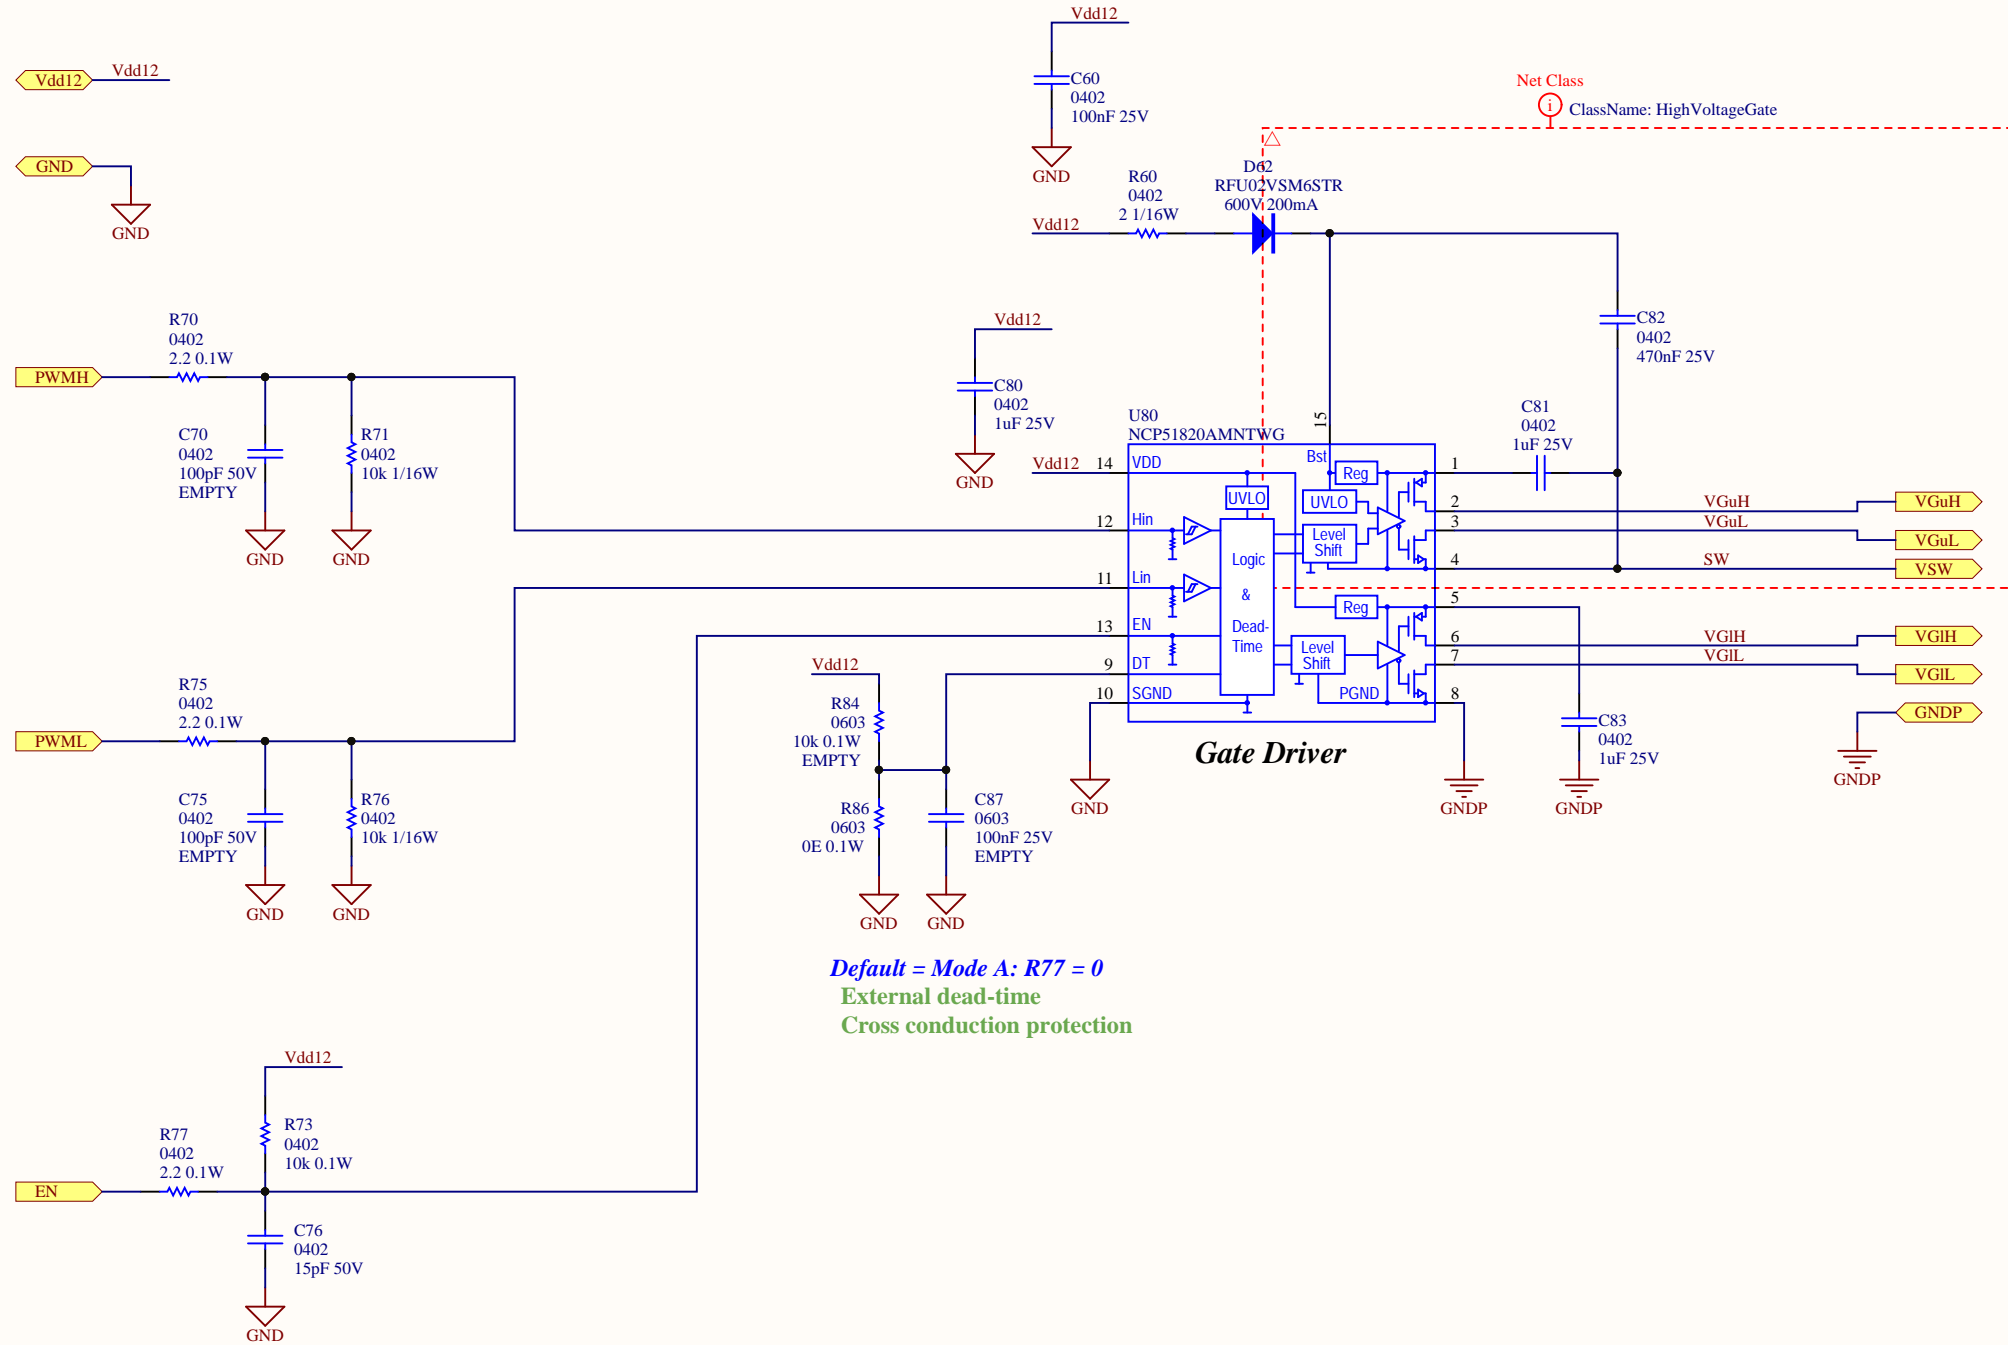 Vdd12
Vdd12
GND
GND
Vdd12
C60
0402
100nF 25V
GND
Net Class
i
ClassName: HighVoltageGate
R60
0402
2 1/16W
Vdd12
D62
RFU02VSM6STR
600V 200mA
C82
0402
470nF 25V
PWMH
R70
0402
2.2 0.1W
C70
0402
100pF 50V
EMPTY
GND
R71
0402
10k 1/16W
GND
Vdd12
C80
0402
1uF 25V
GND
C81
0402
1uF 25V
U80
NCP51820AMNTWG
15
Vdd12
14
VDD
12
Hin
11
Lin
13
EN
9
DT
10
SGND
UVLO
Logic
&
Dead-
Time
Bst
Reg
UVLO
Level
Shift
Reg
Level
Shift
PGND
1
2
3
4
5
6
7
8
VGuH
VGuH
VGuL
VGuL
SW
VSW
VGlH
VGlH
VGlL
VGlL
GNDP
GNDP
Gate Driver
GND
GNDP
C83
0402
1uF 25V
GNDP
PWML
R75
0402
2.2 0.1W
C75
0402
100pF 50V
EMPTY
GND
R76
0402
10k 1/16W
GND
Vdd12
R84
0603
10k 0.1W
EMPTY
R86
0603
0E 0.1W
GND
C87
0603
100nF 25V
EMPTY
GND
Default = Mode A: R77 = 0
External dead-time
Cross conduction protection
Vdd12
R73
0402
10k 0.1W
EN
R77
0402
2.2 0.1W
C76
0402
15pF 50V
GND